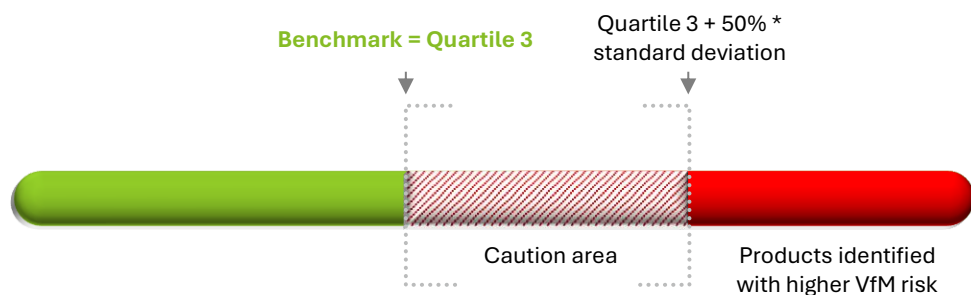 Benchmark = Quartile 3
Quartile 3 + 50% *
standard deviation
Caution area
Products identified
with higher VfM risk